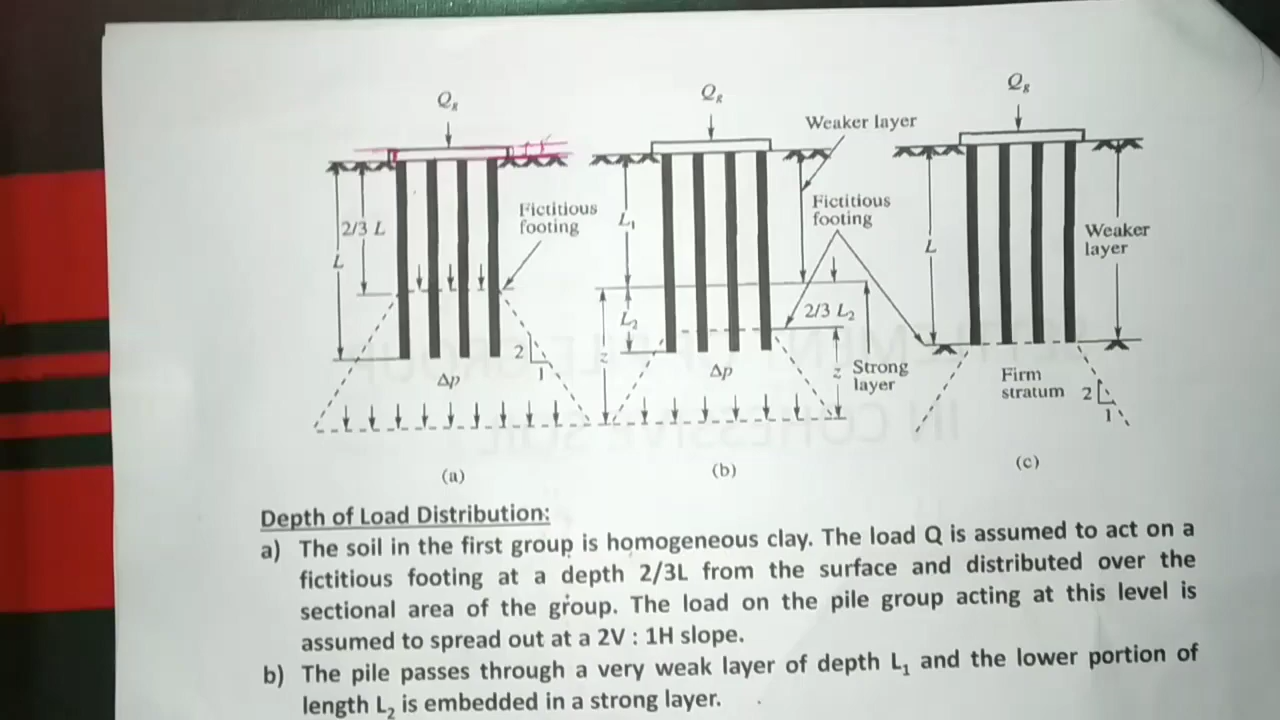 Q_g
Q_g
Q_g
Weaker layer
2/3 L
L
Fictitious
footing
L₁
Fictitious
footing
L
Weaker
layer
L₂
2/3 L₂
2
1
Δp
z
Δp
z
Strong
layer
Firm
stratum
2
1
(a)
(b)
(c)
Depth of Load Distribution:
a) The soil in the first group is homogeneous clay. The load Q is assumed to act on a
fictitious footing at a depth 2/3L from the surface and distributed over the
sectional area of the group. The load on the pile group acting at this level is
assumed to spread out at a 2V : 1H slope.
b) The pile passes through a very weak layer of depth L₁ and the lower portion of
length L₂ is embedded in a strong layer.